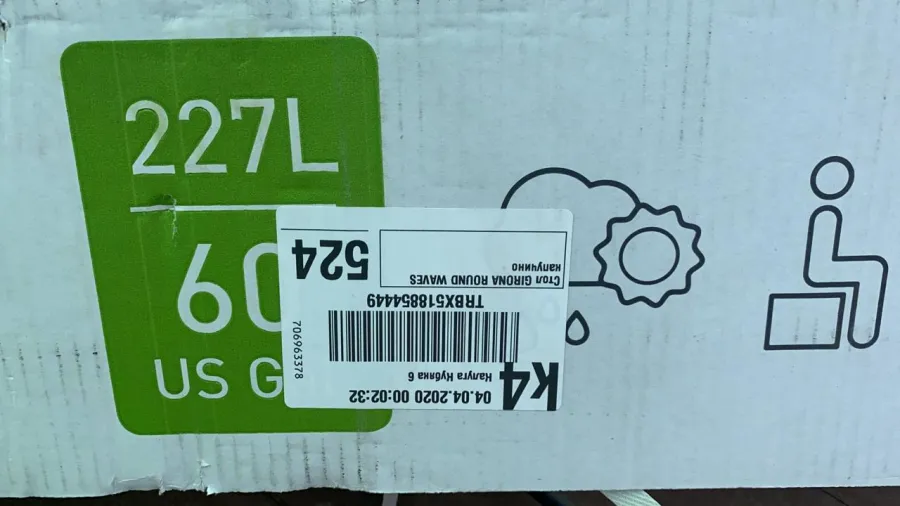 227L
60
US G
04.04.2020 00:02:32
к4
Калуга Кубяка 6
706963378
TRBX518854449
Стол GIRONA ROUND WAVES
капучино
524